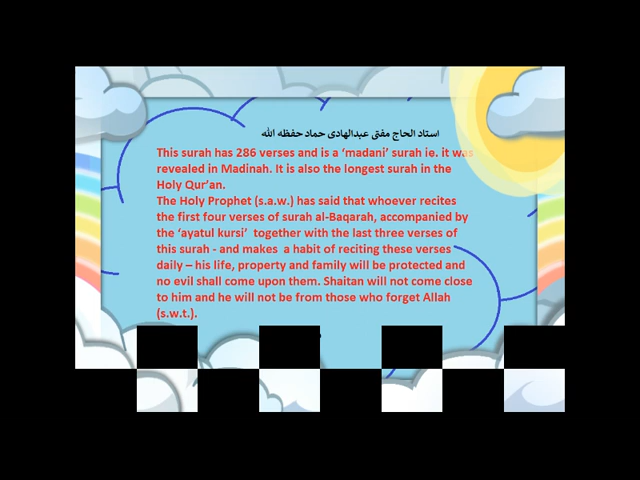 استاد الحاج مفتی عبدالهادی حماد حفظه الله
This surah has 286 verses and is a ‘madani’ surah ie. it was
revealed in Madinah. It is also the longest surah in the
Holy Qur’an.
The Holy Prophet (s.a.w.) has said that whoever recites
the first four verses of surah al-Baqarah, accompanied by
the ‘ayatul kursi’  together with the last three verses of
this surah - and makes  a habit of reciting these verses
daily – his life, property and family will be protected and
no evil shall come upon them. Shaitan will not come close
to him and he will not be from those who forget Allah
(s.w.t.).